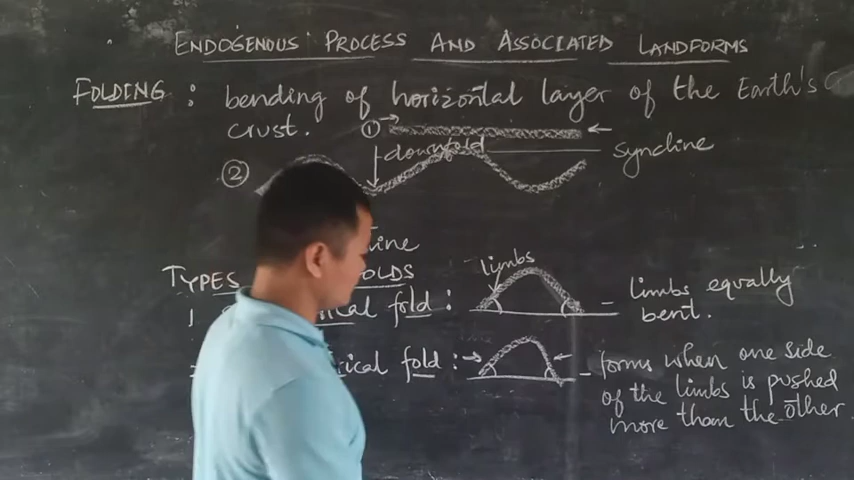 ENDOGENOUS PROCESS AND ASSOCIATED LANDFORMS
FOLDING : bending of horizontal layer of the Earth's
crust.
①
downfold
syncline
②
TYPES
limbs
fold : - limbs equally
bent.
1
fold : - forms when one side
of the limbs is pushed
more than the other